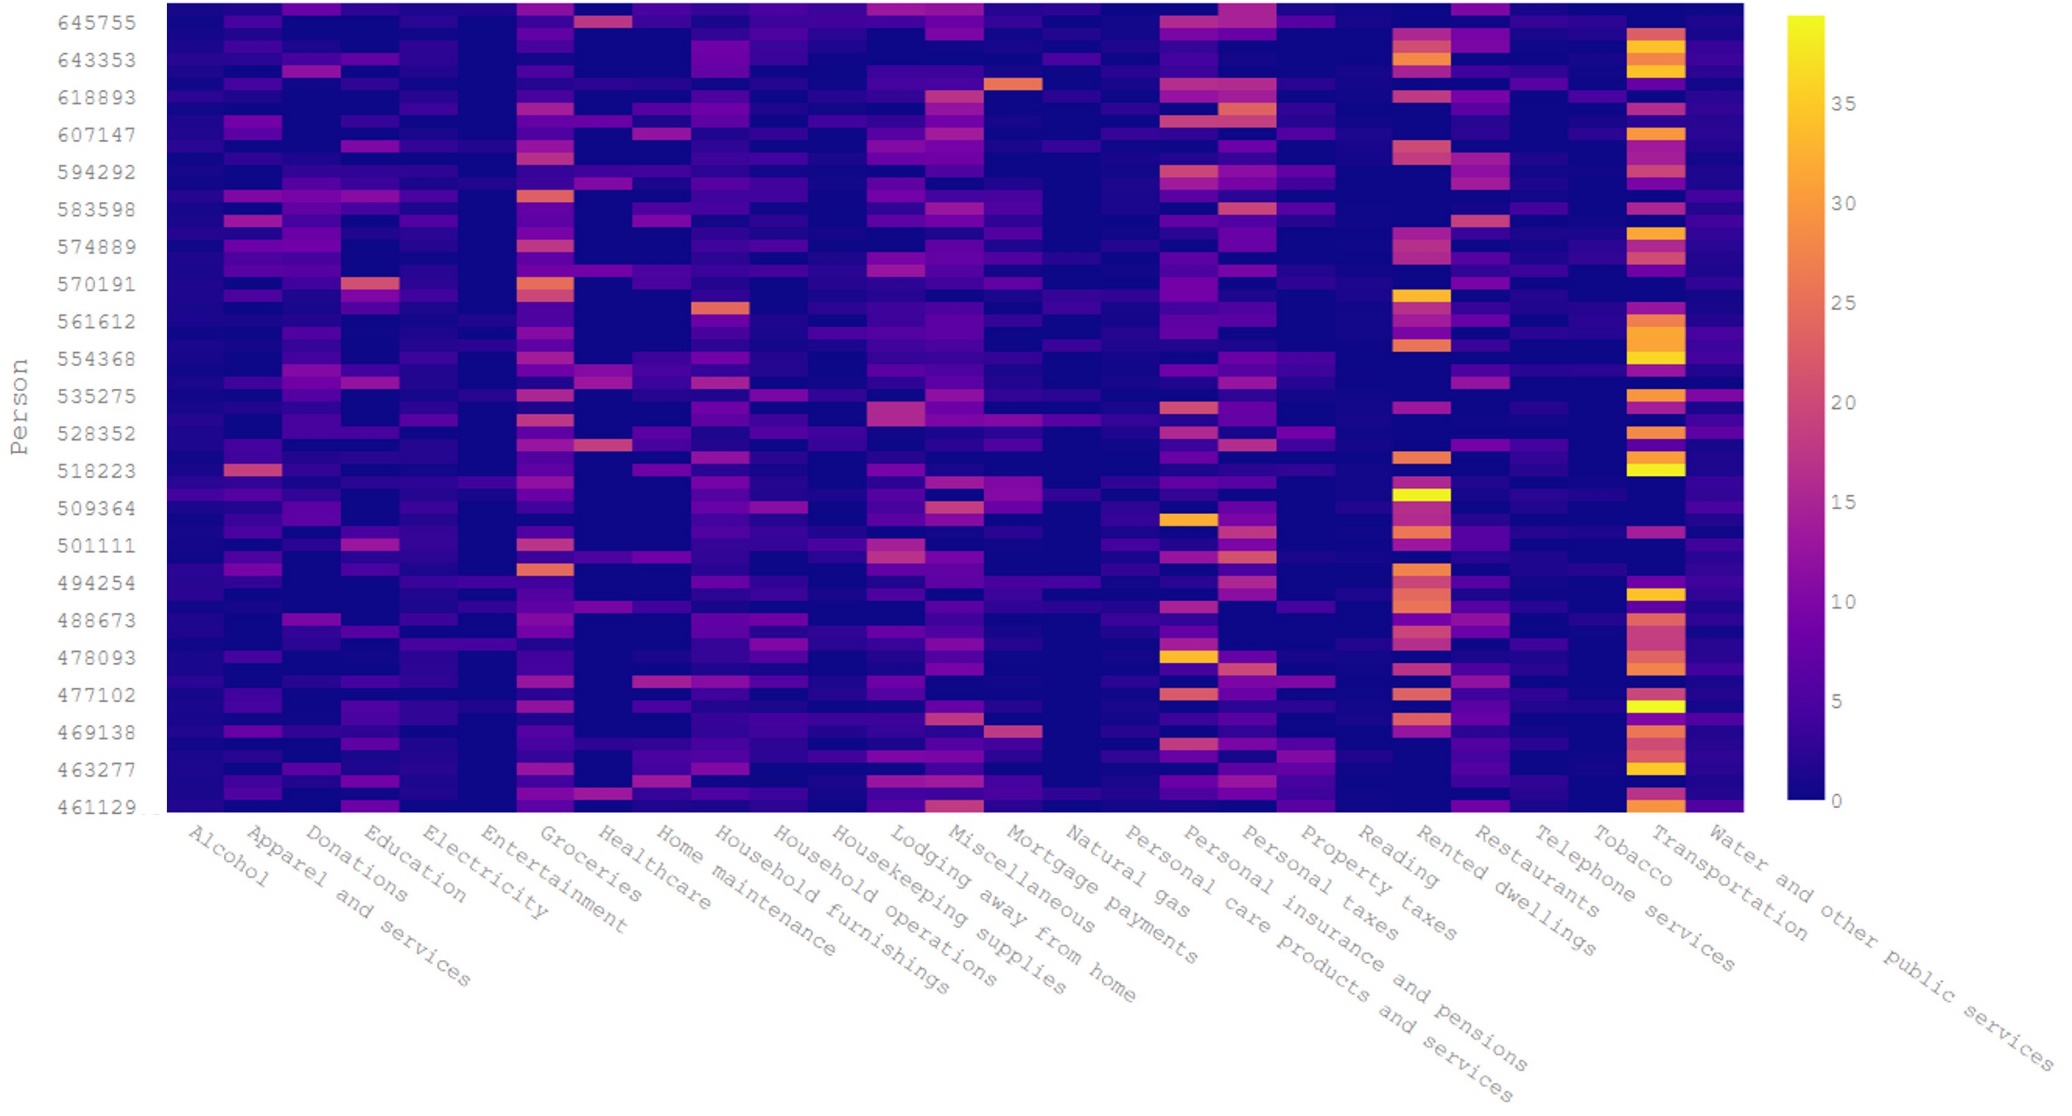 645755
643353
618893
607147
594292
583598
574889
570191
561612
554368
535275
528352
518223
509364
501111
494254
488673
478093
477102
469138
463277
461129
Person
Alcohol
Apparel and services
Donations
Education
Electricity
Entertainment
Groceries
Healthcare
Home maintenance
Household furnishings
Household operations
Housekeeping supplies
Lodging away from home
Miscellaneous
Mortgage payments
Natural gas
Personal care products and services
Personal insurance and pensions
Personal taxes
Property taxes
Reading
Rented dwellings
Restaurants
Telephone services
Tobacco
Transportation
Water and other public services
35
30
25
20
15
10
5
0